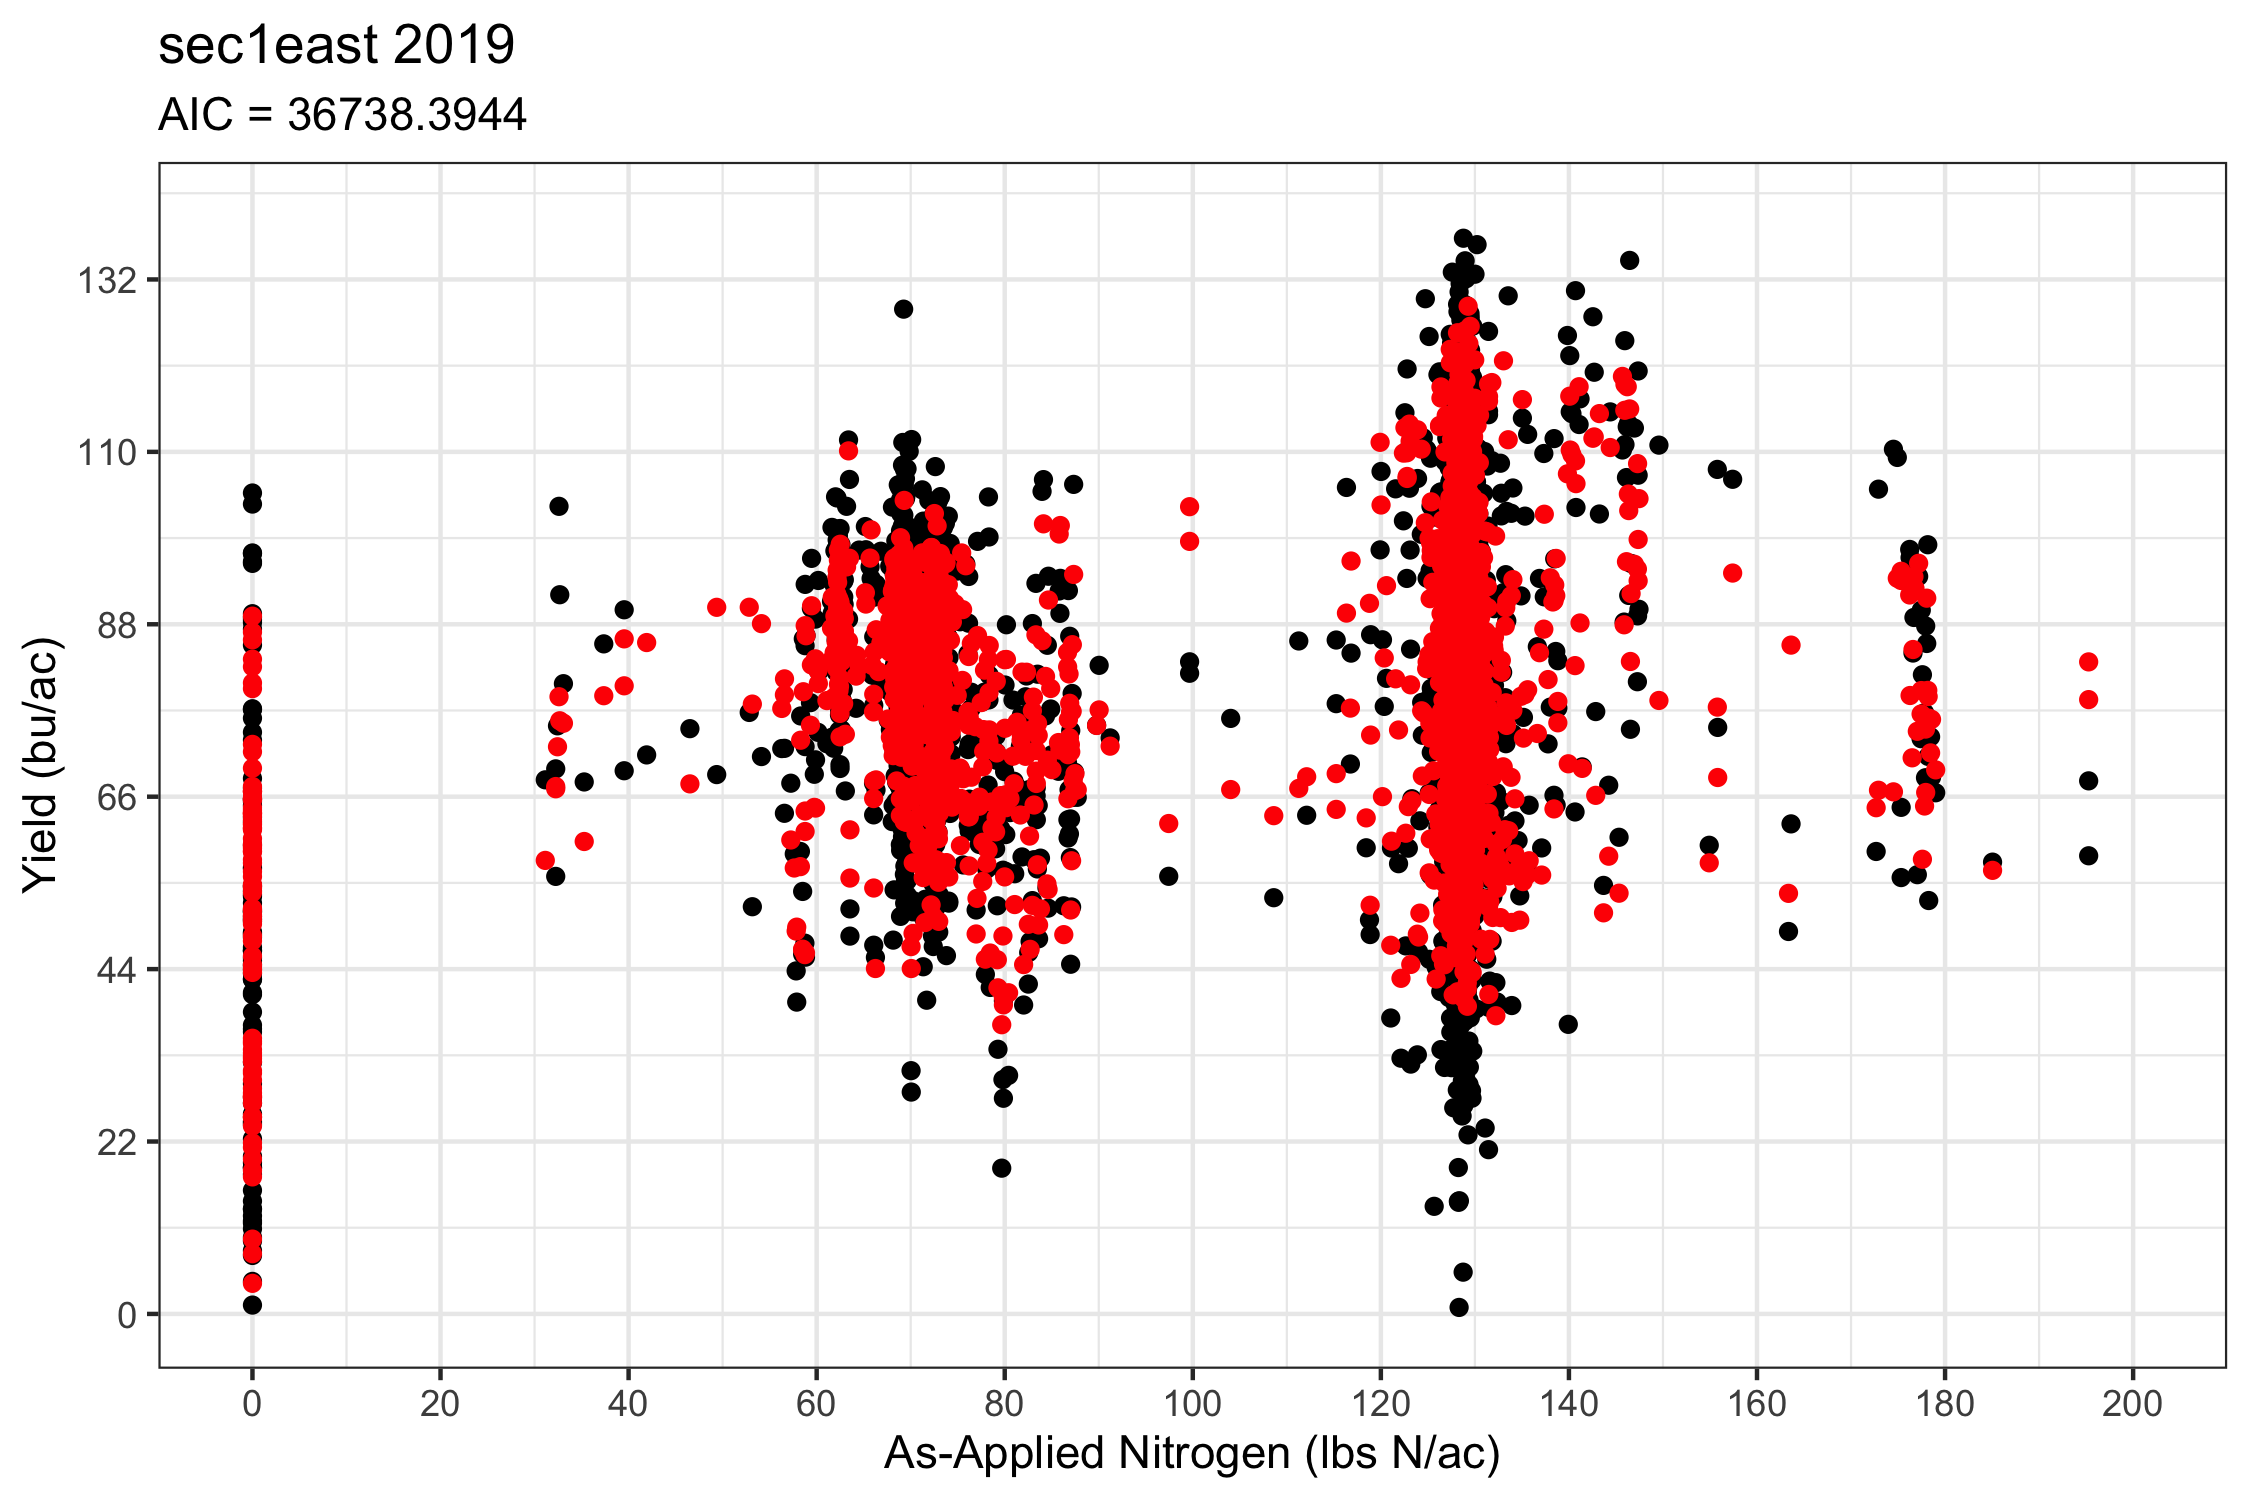 sec1east 2019
AIC = 36738.3944
Yield (bu/ac)
132
110
88
66
44
22
0
0 20 40 60 80 100 120 140 160 180 200
As-Applied Nitrogen (lbs N/ac)